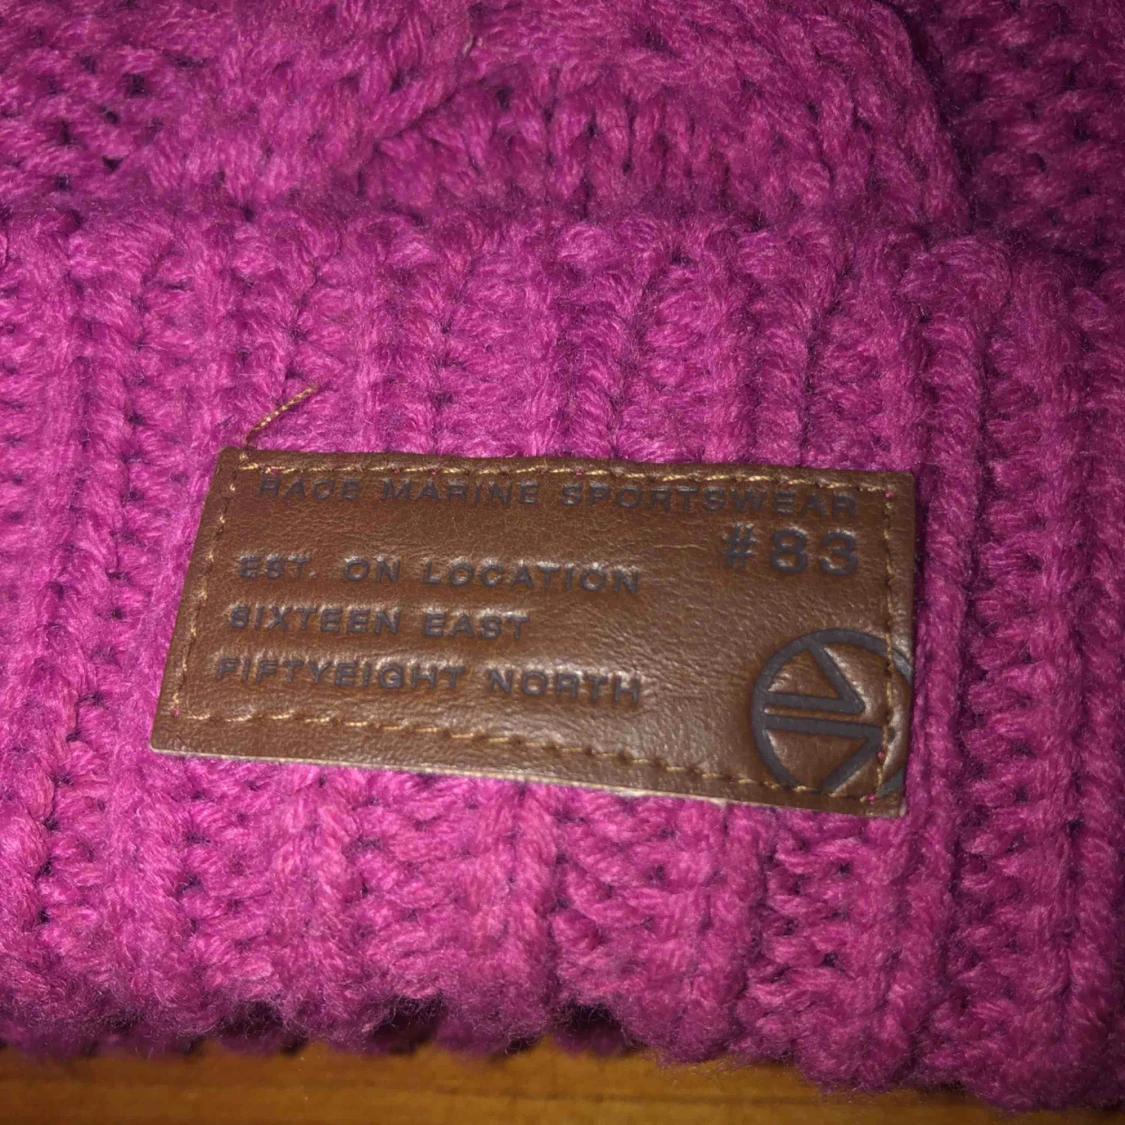 RACE MARINE SPORTSWEAR
#83
EST. ON LOCATION
SIXTEEN EAST
FIFTYEIGHT NORTH